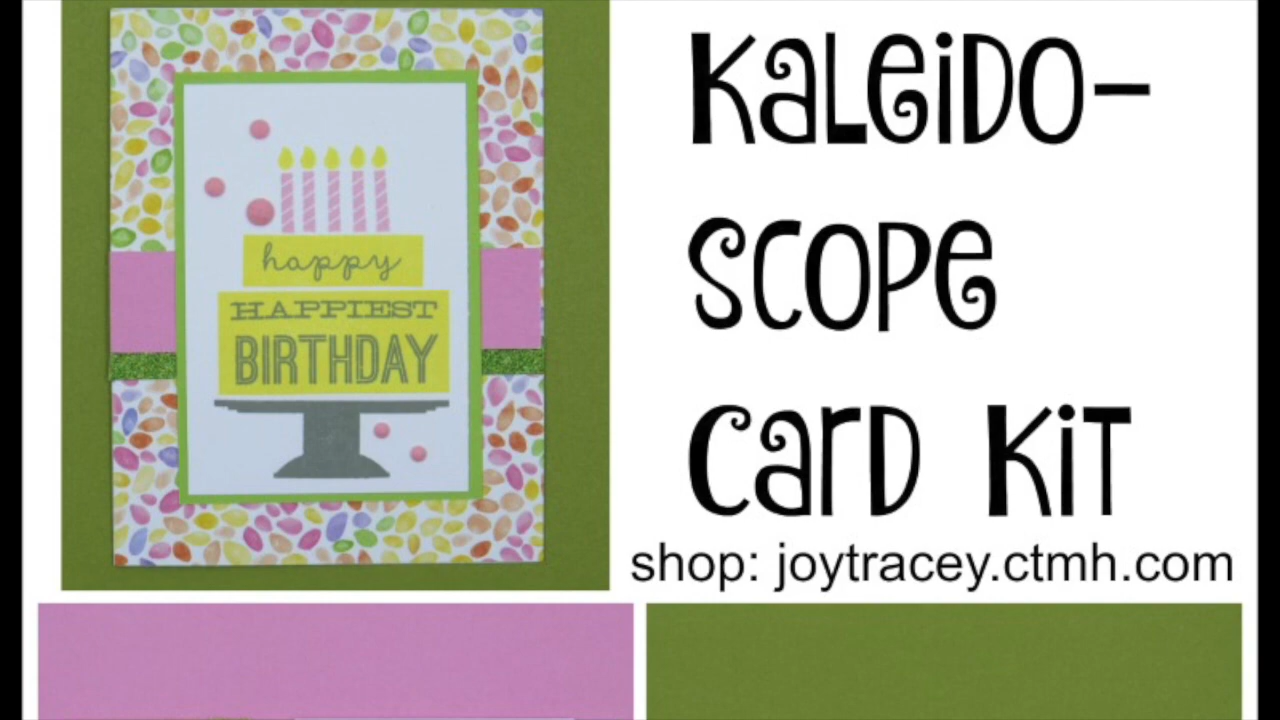 happy
HAPPIEST
BIRTHDAY
Kaleido-
scope
Card Kit
shop: joytracey.ctmh.com